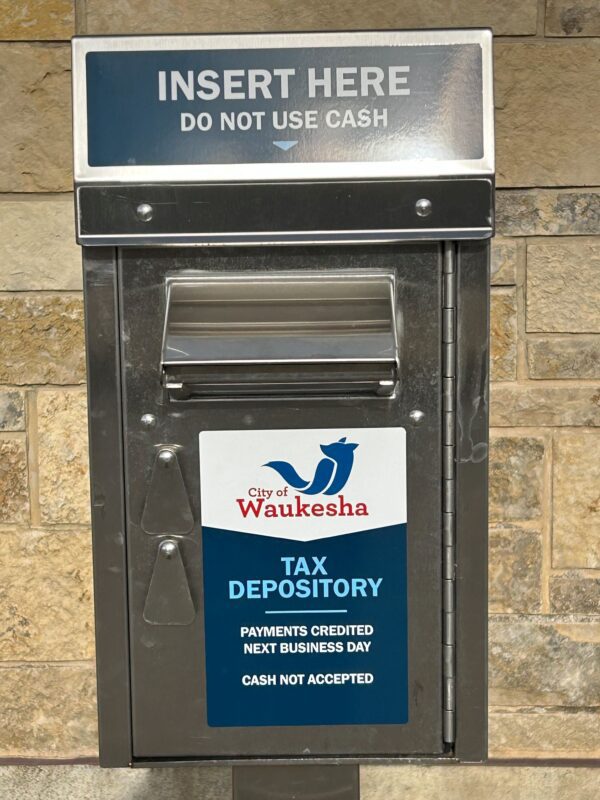 INSERT HERE
DO NOT USE CASH
City of
Waukesha
TAX
DEPOSITORY
PAYMENTS CREDITED
NEXT BUSINESS DAY
CASH NOT ACCEPTED